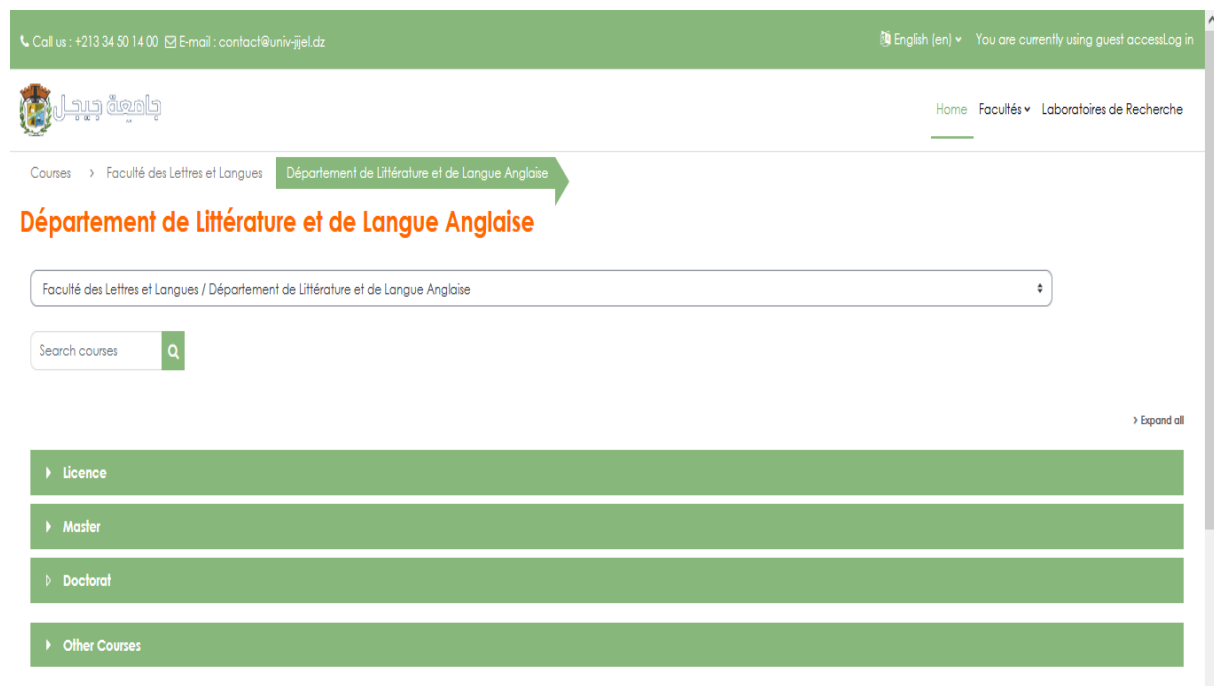 Call us : +213 34 50 14 00 E-mail : contact@univ-jijel.dz
English (en) You are currently using guest accessLog in
جامعة جيجل
Home Facultés Laboratoires de Recherche
Courses › Faculté des Lettres et Langues Département de Littérature et de Langue Anglaise
Département de Littérature et de Langue Anglaise
Faculté des Lettres et Langues / Département de Littérature et de Langue Anglaise
Search courses
› Expand all
Licence
Master
Doctorat
Other Courses